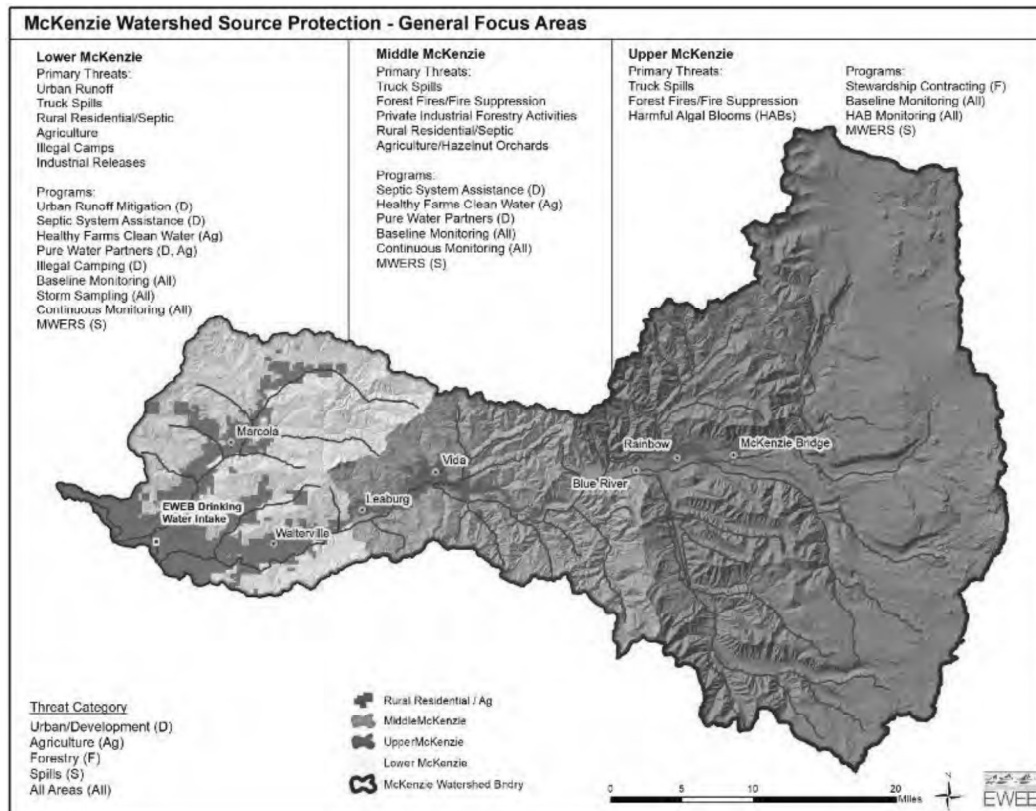 McKenzie Watershed Source Protection - General Focus Areas
Lower McKenzie
Primary Threats:
Urban Runoff
Truck Spills
Rural Residential/Septic
Agriculture
Illegal Camps
Industrial Releases
Programs:
Urban Runoff Mitigation (D)
Septic System Assistance (D)
Healthy Farms Clean Water (Ag)
Pure Water Partners (D, Ag)
Illegal Camping (D)
Baseline Monitoring (All)
Storm Sampling (All)
Continuous Monitoring (All)
MWERS (S)
Middle McKenzie
Primary Threats:
Truck Spills
Forest Fires/Fire Suppression
Private Industrial Forestry Activities
Rural Residential/Septic
Agriculture/Hazelnut Orchards
Programs:
Septic System Assistance (D)
Healthy Farms Clean Water (Ag)
Pure Water Partners (D)
Baseline Monitoring (All)
Continuous Monitoring (All)
MWERS (S)
Upper McKenzie
Primary Threats:
Truck Spills
Forest Fires/Fire Suppression
Harmful Algal Blooms (HABs)
Programs:
Stewardship Contracting (F)
Baseline Monitoring (All)
HAB Monitoring (All)
MWERS (S)
Marcola
Vida
Rainbow
McKenzie Bridge
Blue River
Leaburg
EWEB Drinking
Water Intake
Walterville
Threat Category
Urban/Development (D)
Agriculture (Ag)
Forestry (F)
Spills (S)
All Areas (All)
Rural Residential / Ag
MiddleMcKenzie
UpperMcKenzie
Lower McKenzie
McKenzie Watershed Bndry
0 5 10 20
Miles
N
EWEB